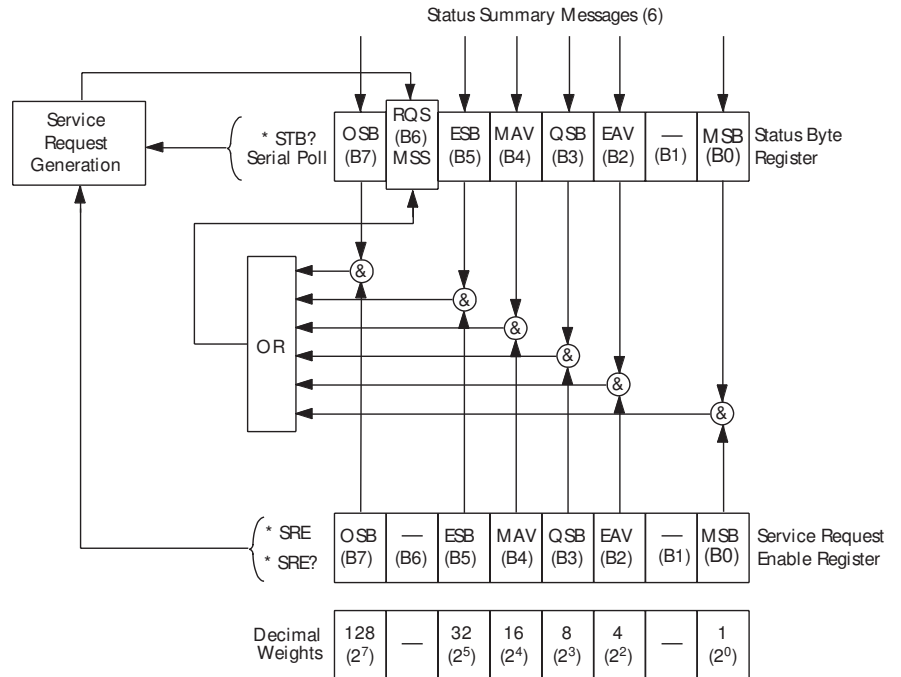 Status Summary Messages (6)
Service
Request
Generation
* STB?
Serial Poll
OSB
(B7)
RQS
(B6)
MSS
ESB
(B5)
MAV
(B4)
QSB
(B3)
EAV
(B2)
—
(B1)
MSB
(B0)
Status Byte
Register
&
&
&
OR
&
&
&
* SRE
* SRE?
OSB
(B7)
—
(B6)
ESB
(B5)
MAV
(B4)
QSB
(B3)
EAV
(B2)
—
(B1)
MSB
(B0)
Service Request
Enable Register
Decimal
Weights
128
(2⁷)
—
32
(2⁵)
16
(2⁴)
8
(2³)
4
(2²)
—
1
(2⁰)